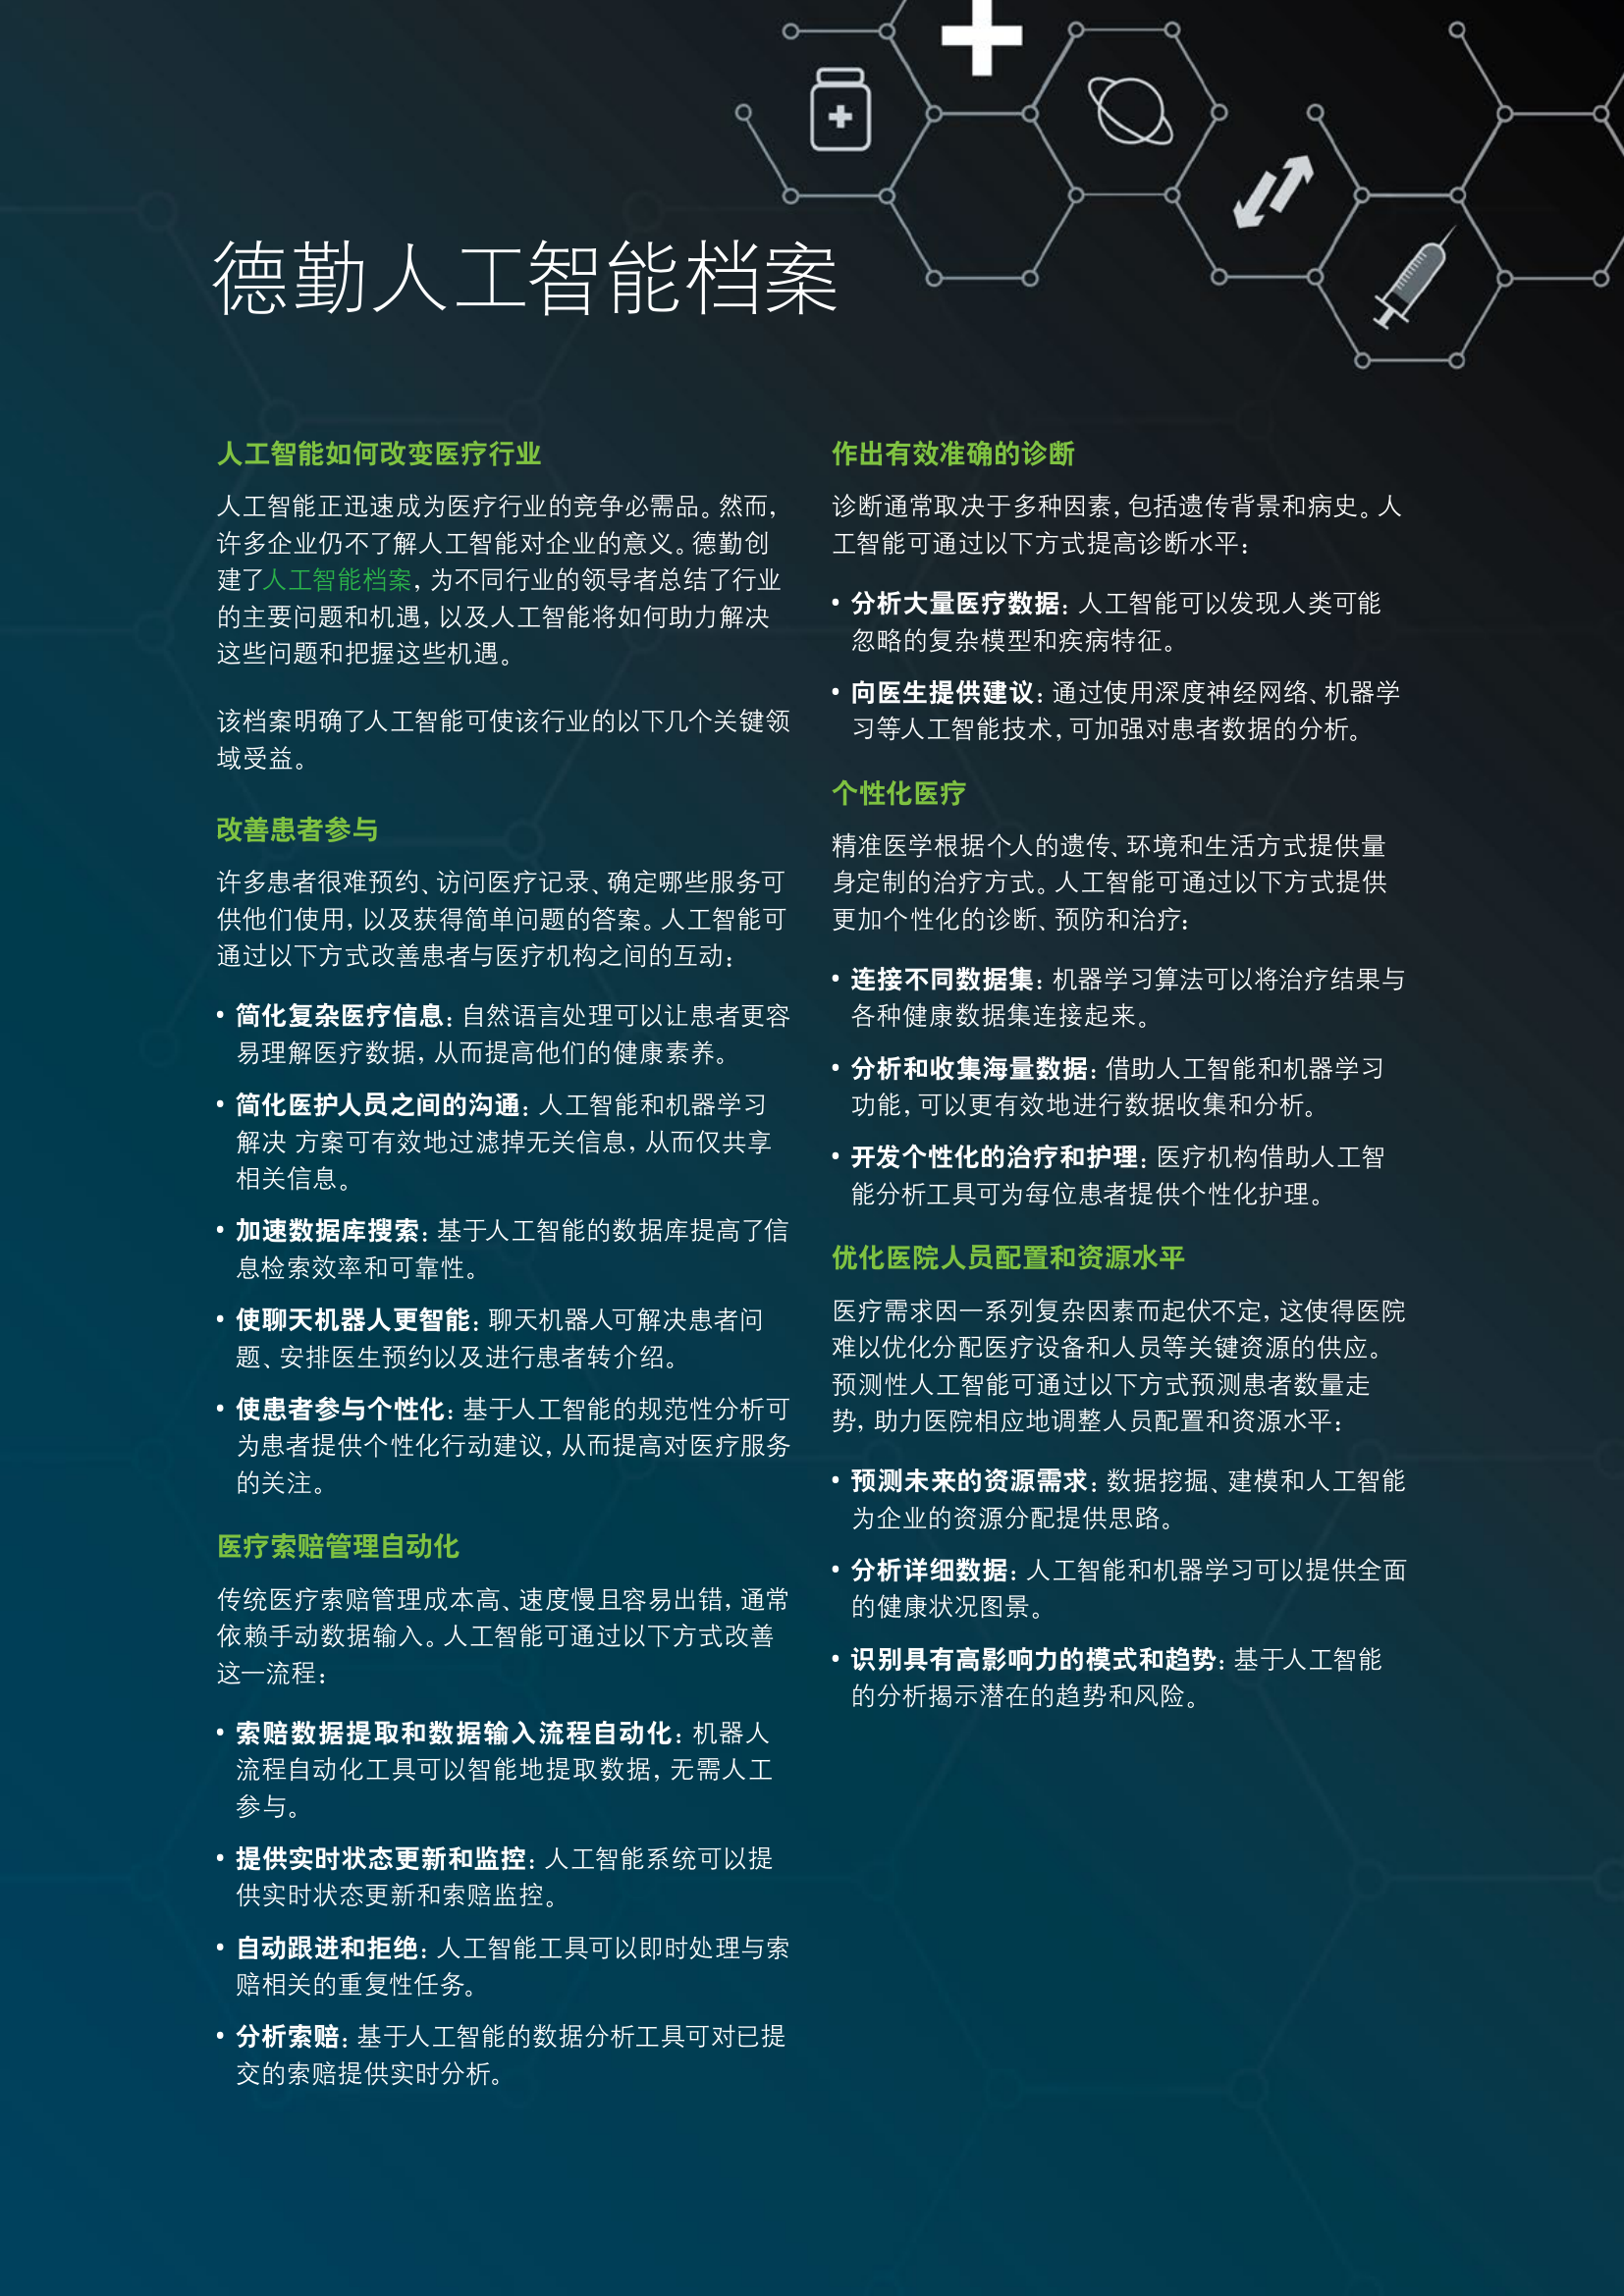 德勤人工智能档案
人工智能如何改变医疗行业
人工智能正迅速成为医疗行业的竞争必需品。然而,
许多企业仍不了解人工智能对企业的意义。德勤创
建了人工智能档案, 为不同行业的领导者总结了行业
的主要问题和机遇, 以及人工智能将如何助力解决
这些问题和把握这些机遇。
该档案明确了人工智能可使该行业的以下几个关键领
域受益。
改善患者参与
许多患者很难预约、访问医疗记录、确定哪些服务可
供他们使用, 以及获得简单问题的答案。人工智能可
通过以下方式改善患者与医疗机构之间的互动:
• 简化复杂医疗信息: 自然语言处理可以让患者更容
易理解医疗数据, 从而提高他们的健康素养。
• 简化医护人员之间的沟通: 人工智能和机器学习
解决 方案可有效地过滤掉无关信息, 从而仅共享
相关信息。
• 加速数据库搜索: 基于人工智能的数据库提高了信
息检索效率和可靠性。
• 使聊天机器人更智能: 聊天机器人可解决患者问
题、安排医生预约以及进行患者转介绍。
• 使患者参与个性化: 基于人工智能的规范性分析可
为患者提供个性化行动建议, 从而提高对医疗服务
的关注。
医疗索赔管理自动化
传统医疗索赔管理成本高、速度慢且容易出错, 通常
依赖手动数据输入。人工智能可通过以下方式改善
这一流程:
• 索赔数据提取和数据输入流程自动化: 机器人
流程自动化工具可以智能地提取数据, 无需人工
参与。
• 提供实时状态更新和监控: 人工智能系统可以提
供实时状态更新和索赔监控。
• 自动跟进和拒绝: 人工智能工具可以即时处理与索
赔相关的重复性任务。
• 分析索赔: 基于人工智能的数据分析工具可对已提
交的索赔提供实时分析。
作出有效准确的诊断
诊断通常取决于多种因素, 包括遗传背景和病史。人
工智能可通过以下方式提高诊断水平:
• 分析大量医疗数据: 人工智能可以发现人类可能
忽略的复杂模型和疾病特征。
• 向医生提供建议: 通过使用深度神经网络、机器学
习等人工智能技术, 可加强对患者数据的分析。
个性化医疗
精准医学根据个人的遗传、环境和生活方式提供量
身定制的治疗方式。人工智能可通过以下方式提供
更加个性化的诊断、预防和治疗:
• 连接不同数据集: 机器学习算法可以将治疗结果与
各种健康数据集连接起来。
• 分析和收集海量数据: 借助人工智能和机器学习
功能, 可以更有效地进行数据收集和分析。
• 开发个性化的治疗和护理: 医疗机构借助人工智
能分析工具可为每位患者提供个性化护理。
优化医院人员配置和资源水平
医疗需求因一系列复杂因素而起伏不定, 这使得医院
难以优化分配医疗设备和人员等关键资源的供应。
预测性人工智能可通过以下方式预测患者数量走
势, 助力医院相应地调整人员配置和资源水平:
• 预测未来的资源需求: 数据挖掘、建模和人工智能
为企业的资源分配提供思路。
• 分析详细数据: 人工智能和机器学习可以提供全面
的健康状况图景。
• 识别具有高影响力的模式和趋势: 基于人工智能
的分析揭示潜在的趋势和风险。